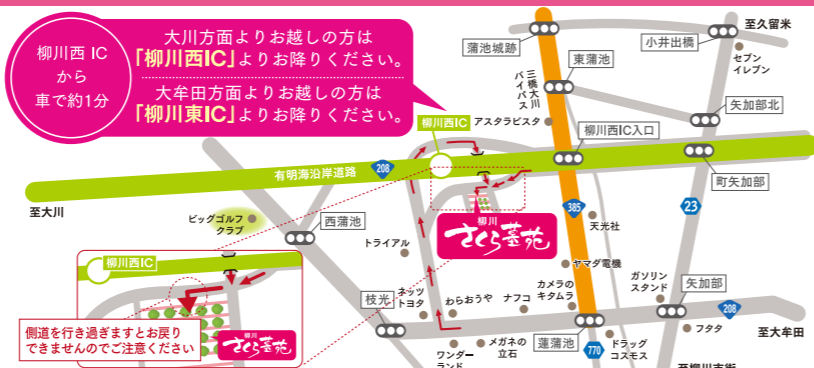 柳川西 IC
から
車で約1分
大川方面よりお越しの方は
「柳川西IC」よりお降りください。
大牟田方面よりお越しの方は
「柳川東IC」よりお降りください。
至久留米
蒲池城跡
小井出橋
セブン
イレブン
東蒲池
三橋大川
バイパス
矢加部北
アスタラビスタ
柳川西IC
柳川西IC入口
有明海沿岸道路
208
町矢加部
至大川
385
23
ビッグゴルフ
クラブ
西蒲池
柳川
さくら墓苑
天光社
トライアル
ヤマダ電機
柳川西IC
ガソリン
スタンド
矢加部
カメラの
キタムラ
ネッツ
トヨタ
枝光
わらおうや
ナフコ
208
側道を行き過ぎますとお戻り
できませんのでご注意ください
柳川
さくら墓苑
フタタ
至大牟田
蓮蒲池
770
ドラッグ
コスモス
メガネの
立石
ワンダー
ランド
至柳川市街